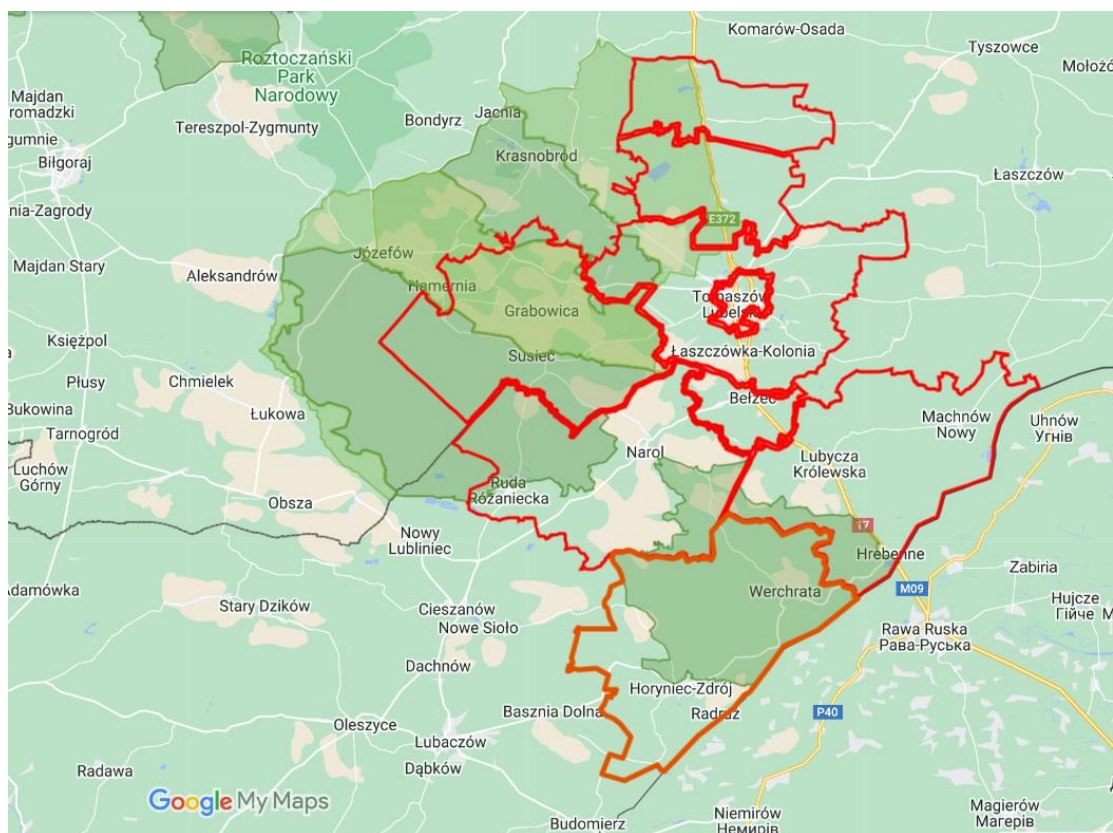 Komarów-Osada
Tyszowce
Mołożó
Roztoczański
Park
Narodowy
Majdan
romadzki
gumnie
Tereszpol-Zygmunty
Bondyrz
Jacnia
Krasnobród
Biłgoraj
Łaszczów
nia-Zagrody
E372
Józefów
Majdan Stary
Aleksandrów
Hamernia
Tomaszów
Lubelski
Grabowica
Księżpol
Susiec
Łaszczówka-Kolonia
Chmielek
Płusy
Bełżec
Bukowina
Łukowa
Machnów
Nowy
Uhnów
Угнів
Tarnogród
Narol
Lubycza
Królewska
Luchów
Górny
Obsza
Ruda
Różaniecka
Nowy
Lubliniec
17
Hrebenne
Zabiria
Adamówka
Werchrata
M09
Stary Dzików
Cieszanów
Nowe Sioło
Hujcze
Гійче
Rawa Ruska
Рава-Руська
Dachnów
Horyniec-Zdrój
Basznia Dolna
Radruż
P40
Oleszyce
Lubaczów
Dąbków
Radawa
Google My Maps
Niemirów
Немирів
Magierów
Магерів
Budomierz